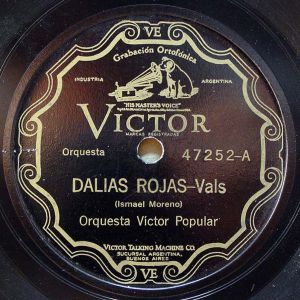 VE
Grabación Ortofónica
INDUSTRIA ARGENTINA
"HIS MASTER'S VOICE"
VICTOR
MARCAS REGISTRADAS
Orquesta 47252-A
DALIAS ROJAS-Vals
(Ismael Moreno)
Orquesta Victor Popular
VICTOR TALKING MACHINE CO.
SUCURSAL ARGENTINA,
BUENOS AIRES
VE